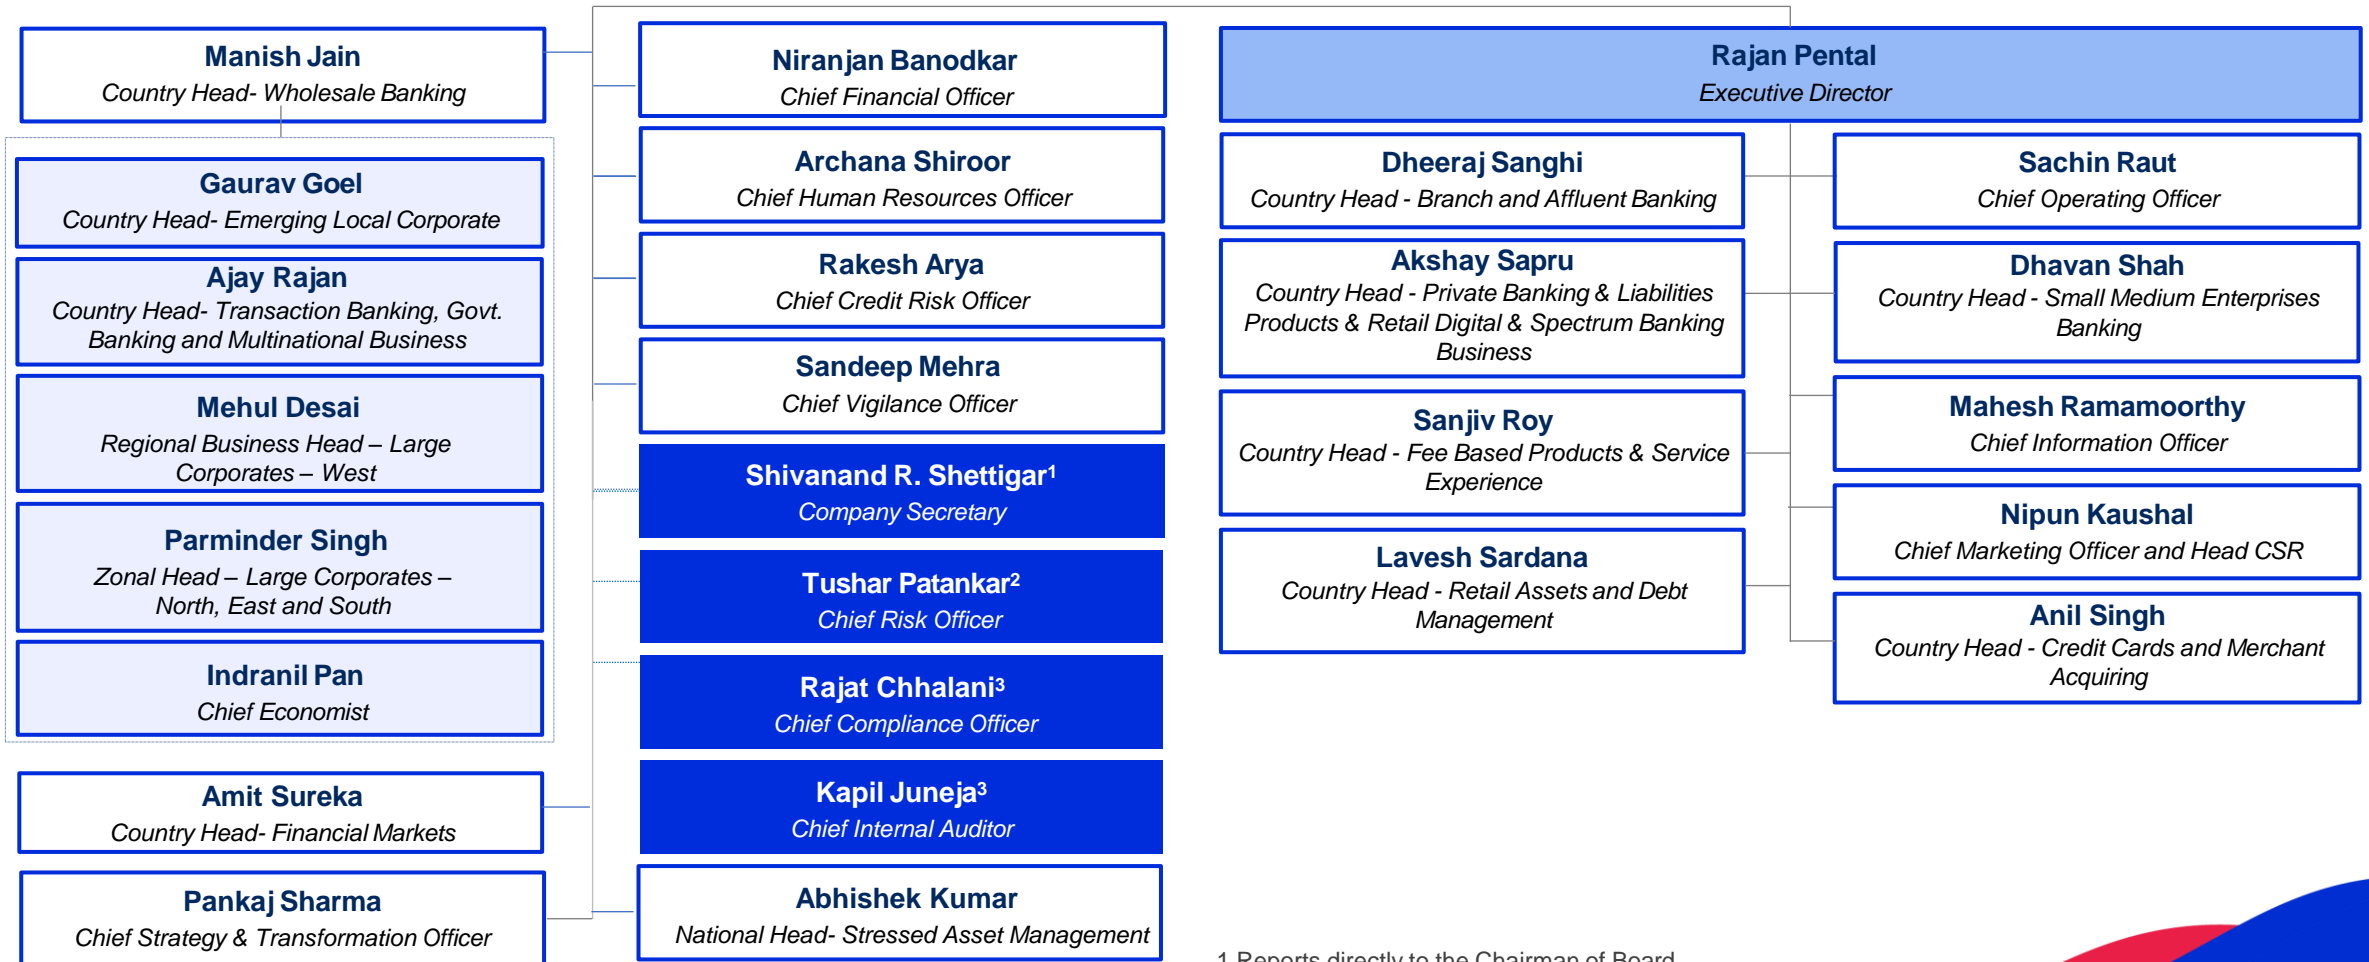 Manish Jain
Country Head- Wholesale Banking
Gaurav Goel
Country Head- Emerging Local Corporate
Ajay Rajan
Country Head- Transaction Banking, Govt.
Banking and Multinational Business
Mehul Desai
Regional Business Head – Large
Corporates – West
Parminder Singh
Zonal Head – Large Corporates –
North, East and South
Indranil Pan
Chief Economist
Amit Sureka
Country Head- Financial Markets
Pankaj Sharma
Chief Strategy & Transformation Officer
Niranjan Banodkar
Chief Financial Officer
Archana Shiroor
Chief Human Resources Officer
Rakesh Arya
Chief Credit Risk Officer
Sandeep Mehra
Chief Vigilance Officer
Shivanand R. Shettigar1
Company Secretary
Tushar Patankar2
Chief Risk Officer
Rajat Chhalani3
Chief Compliance Officer
Kapil Juneja3
Chief Internal Auditor
Abhishek Kumar
National Head- Stressed Asset Management
Rajan Pental
Executive Director
Dheeraj Sanghi
Country Head - Branch and Affluent Banking
Akshay Sapru
Country Head - Private Banking & Liabilities
Products & Retail Digital & Spectrum Banking
Business
Sanjiv Roy
Country Head - Fee Based Products & Service
Experience
Lavesh Sardana
Country Head - Retail Assets and Debt
Management
Sachin Raut
Chief Operating Officer
Dhavan Shah
Country Head - Small Medium Enterprises
Banking
Mahesh Ramamoorthy
Chief Information Officer
Nipun Kaushal
Chief Marketing Officer and Head CSR
Anil Singh
Country Head - Credit Cards and Merchant
Acquiring
1 Reports directly to the Chairman of Board